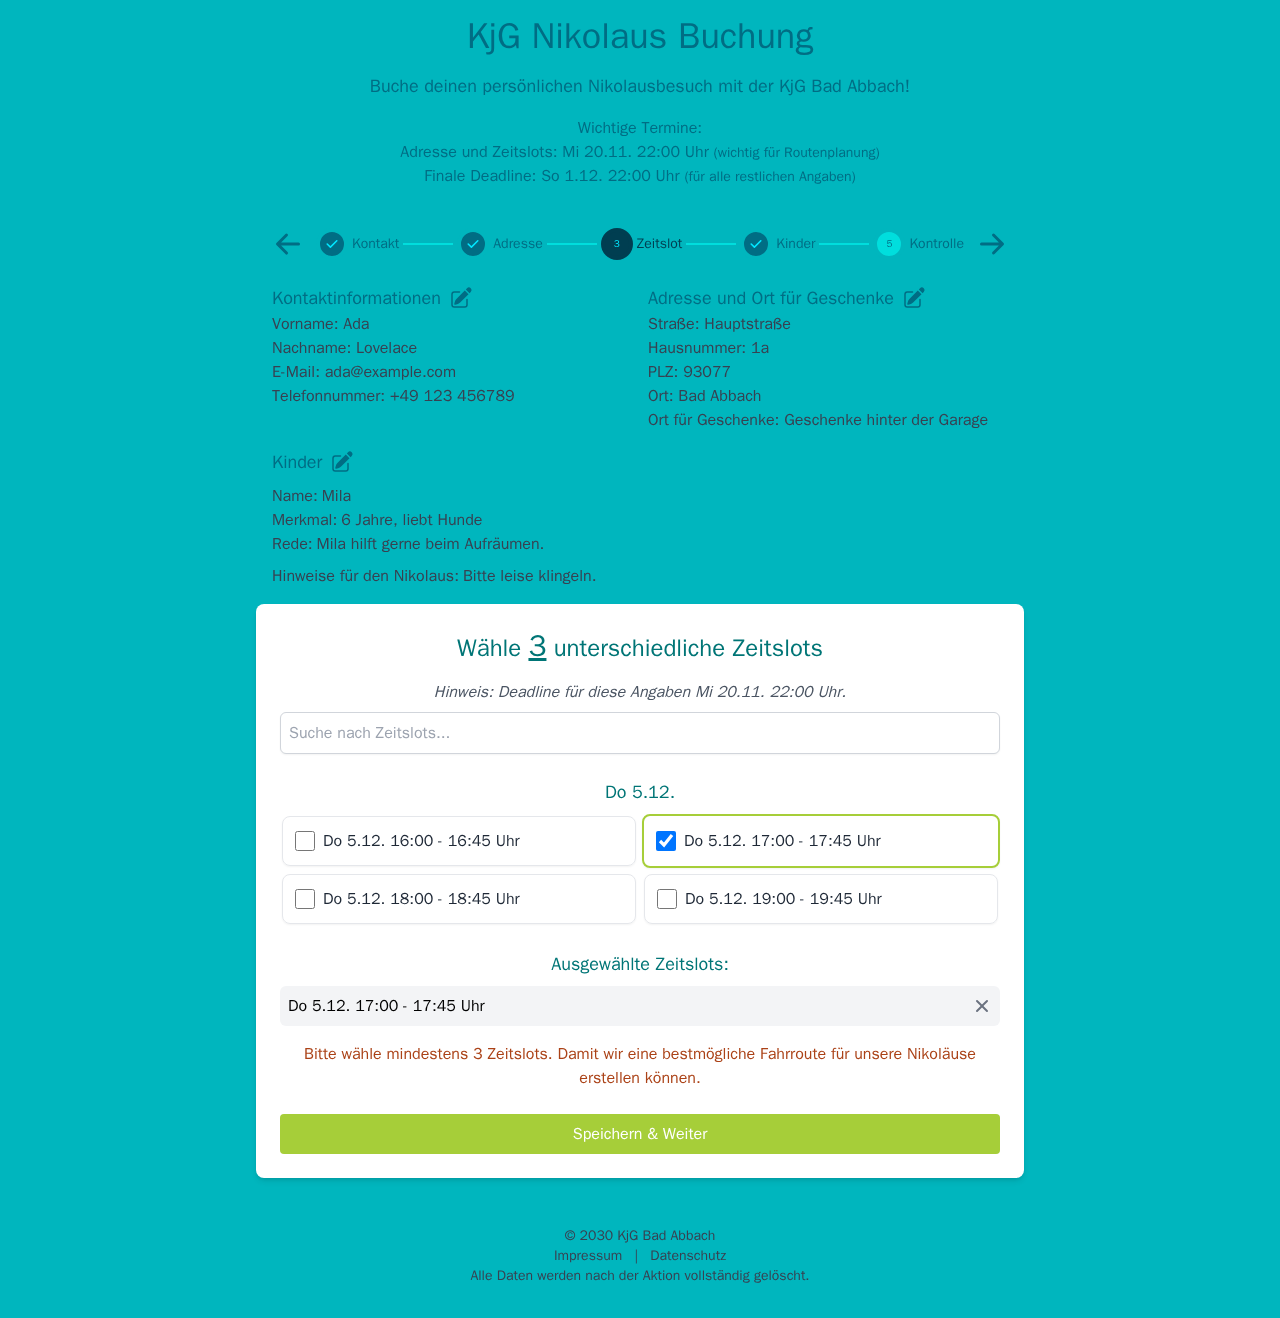 KjG Nikolaus Buchung
Buche deinen persönlichen Nikolausbesuch mit der KjG Bad Abbach!
Wichtige Termine:
Adresse und Zeitslots: Mi 20.11. 22:00 Uhr (wichtig für Routenplanung)
Finale Deadline: So 1.12. 22:00 Uhr (für alle restlichen Angaben)
Kontakt Adresse 3 Zeitslot Kinder 5 Kontrolle
Kontaktinformationen
Vorname: Ada
Nachname: Lovelace
E-Mail: ada@example.com
Telefonnummer: +49 123 456789
Adresse und Ort für Geschenke
Straße: Hauptstraße
Hausnummer: 1a
PLZ: 93077
Ort: Bad Abbach
Ort für Geschenke: Geschenke hinter der Garage
Kinder
Name: Mila
Merkmal: 6 Jahre, liebt Hunde
Rede: Mila hilft gerne beim Aufräumen.
Hinweise für den Nikolaus: Bitte leise klingeln.
Wähle 3 unterschiedliche Zeitslots
Hinweis: Deadline für diese Angaben Mi 20.11. 22:00 Uhr.
Suche nach Zeitslots...
Do 5.12.
Do 5.12. 16:00 - 16:45 Uhr
Do 5.12. 17:00 - 17:45 Uhr
Do 5.12. 18:00 - 18:45 Uhr
Do 5.12. 19:00 - 19:45 Uhr
Ausgewählte Zeitslots:
Do 5.12. 17:00 - 17:45 Uhr
Bitte wähle mindestens 3 Zeitslots. Damit wir eine bestmögliche Fahrroute für unsere Nikoläuse
erstellen können.
Speichern & Weiter
© 2030 KjG Bad Abbach
Impressum | Datenschutz
Alle Daten werden nach der Aktion vollständig gelöscht.